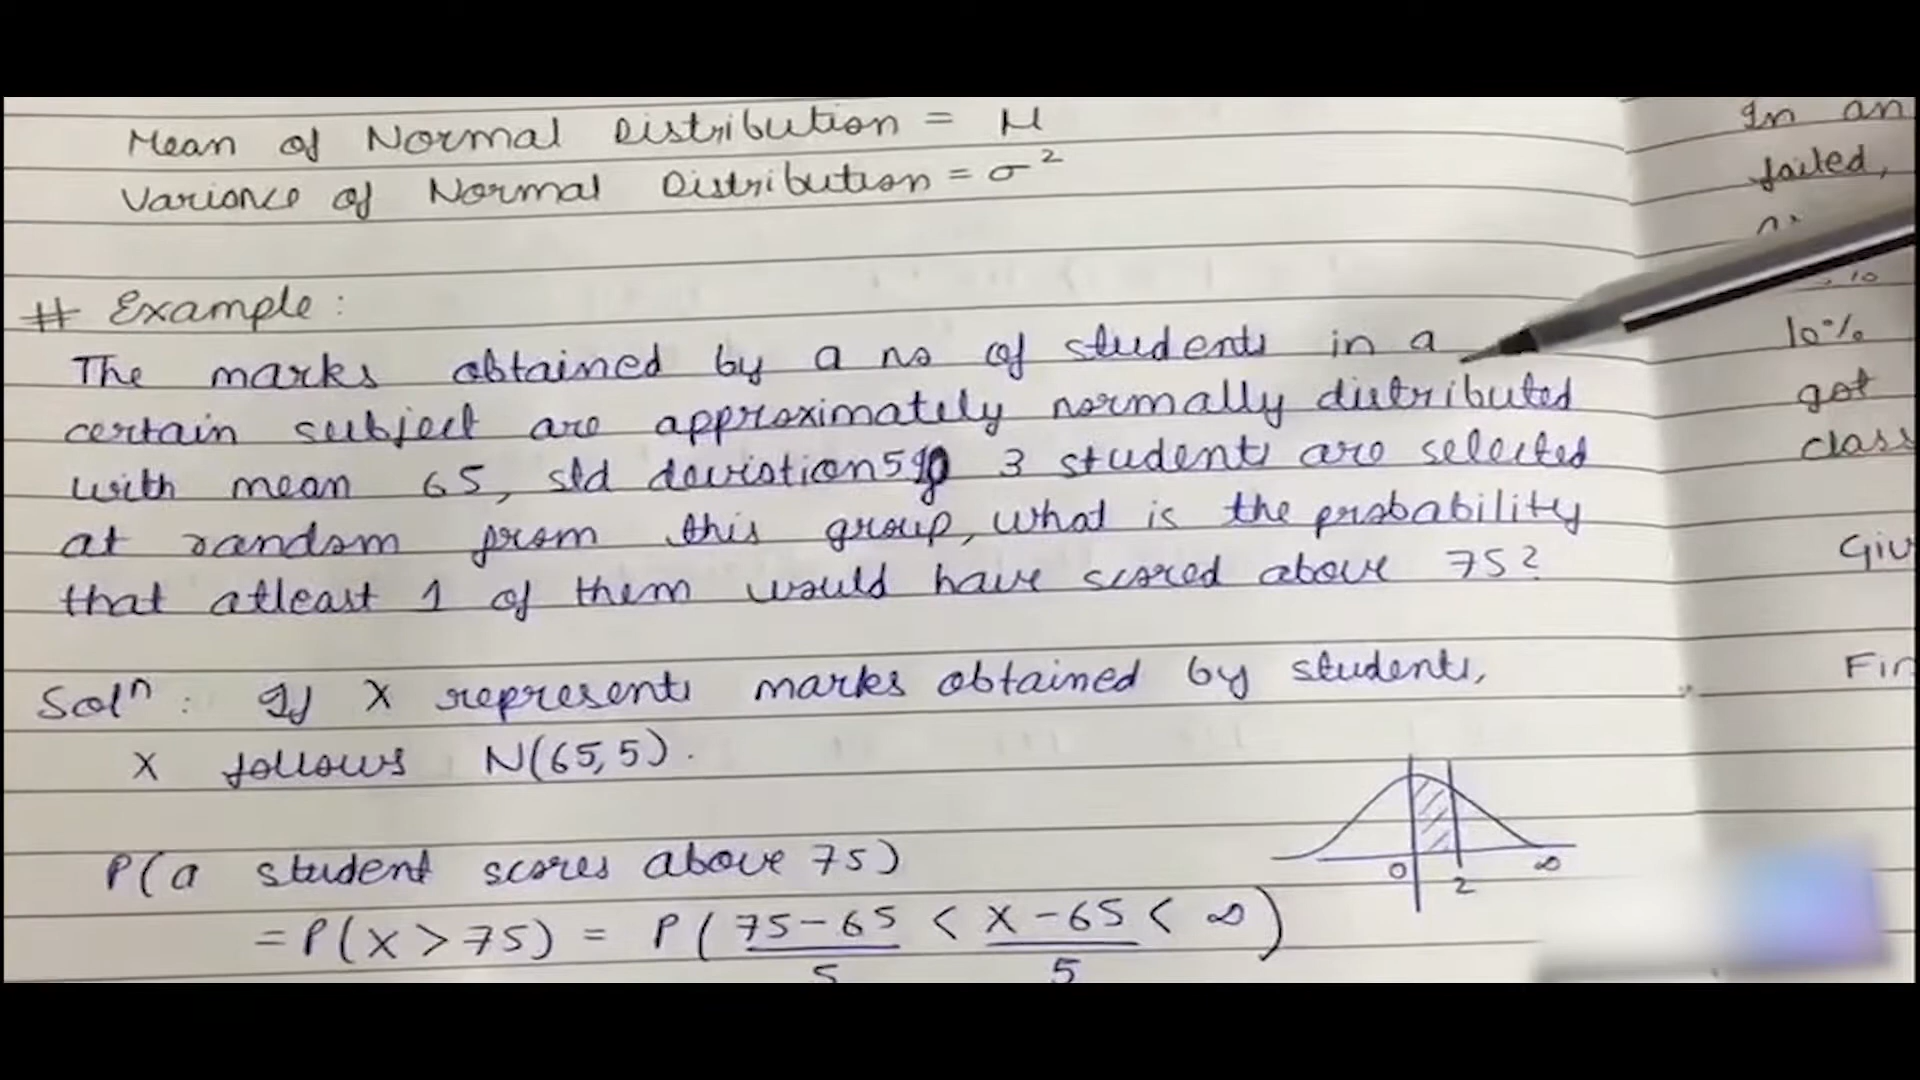 Mean of Normal Distribution = μ
Variance of Normal Distribution = σ²
# Example :
The marks obtained by a no of students in a
certain subject are approximately normally distributed
with mean 65, std deviation 5 3 students are selected
at random from this group, what is the probability
that atleast 1 of them would have scored above 75?
Solⁿ : If X represents marks obtained by students,
X follows N(65,5).
P(a student scores above 75)
= P(X > 75) = P( 75-65 < X-65 < ∞ )
5 5
0 2 ∞
In an
failed,
10
10%
got
class
Giv
Fin